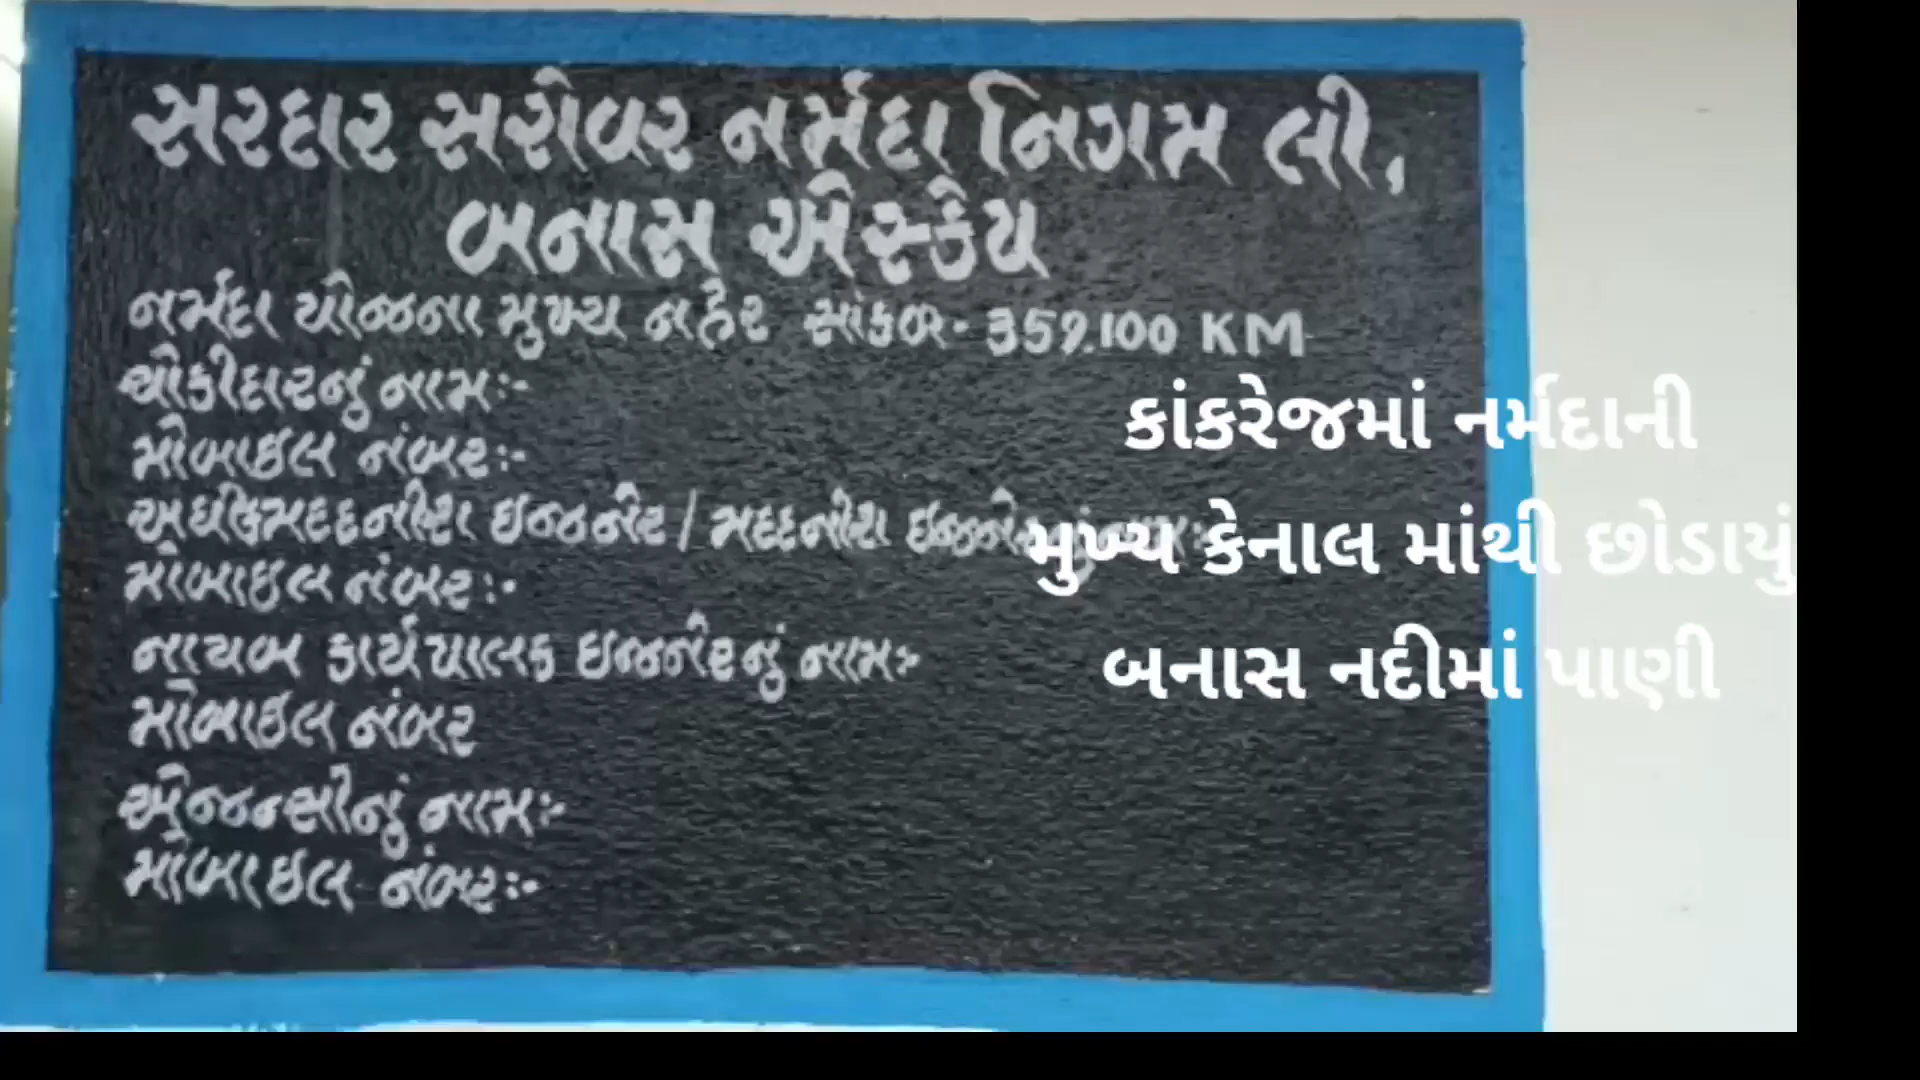 સરદાર સરોવર નર્મદા નિગમ લી.
બનાસ એસ્કેપ
નર્મદા યોજના મુખ્ય નહેર સાંકળ- 359.100 KM
ચોકીદારનું નામ:-
મોબાઇલ નંબર:-
અધિકમદદનીશ ઇજનેર / મદદનીશ
મોબાઇલ નંબર:-
નાયબ કાર્યપાલક ઇજનેરનું નામ:-
મોબાઇલ નંબર
એજન્સીનું નામ:-
મોબાઇલ નંબર:-
કાંકરેજમાં નર્મદાની
મુખ્ય કેનાલ માંથી છોડાયું
બનાસ નદીમાં પાણી